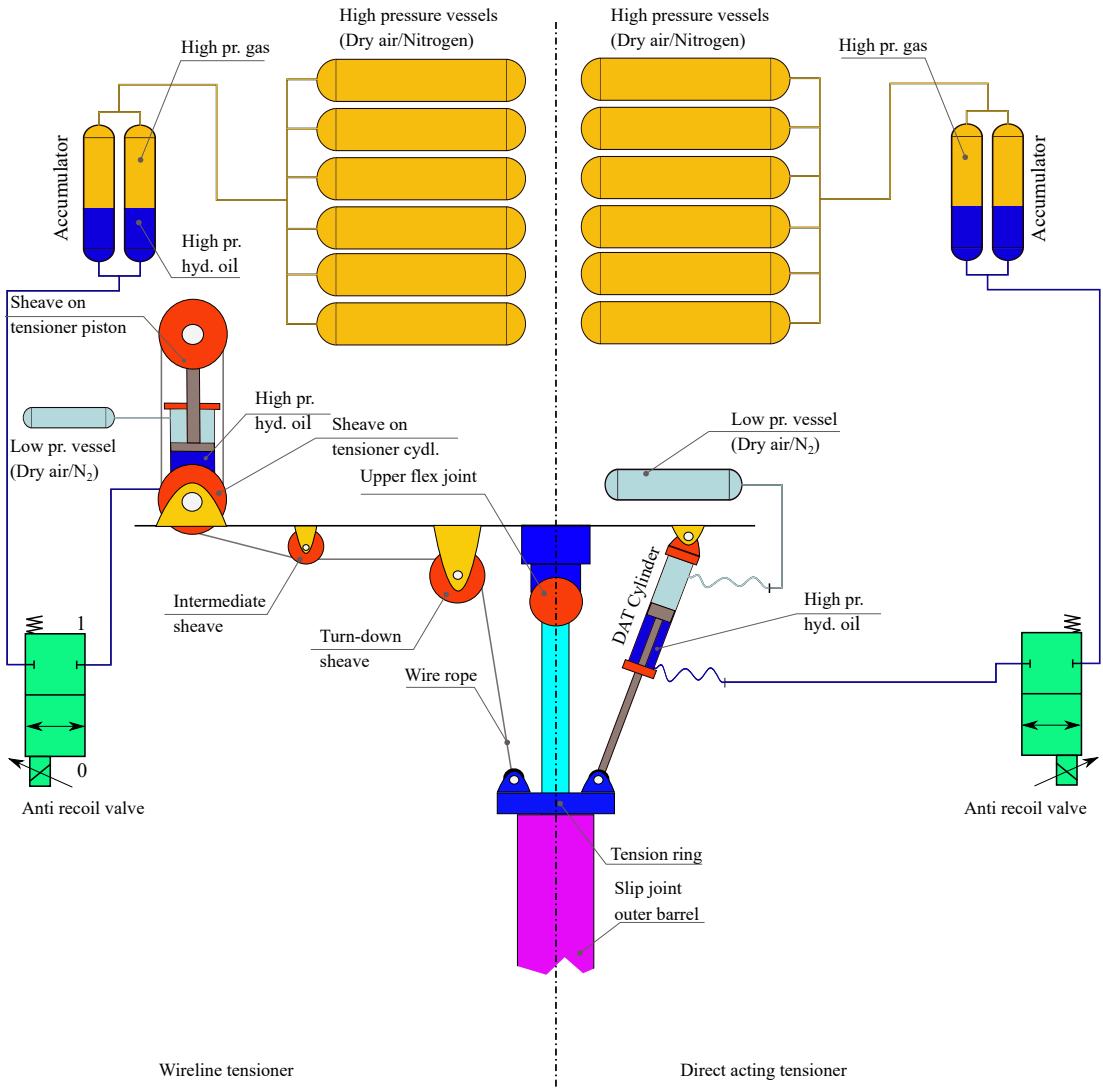 High pressure vessels
(Dry air/Nitrogen)
High pressure vessels
(Dry air/Nitrogen)
High pr. gas
High pr. gas
Accumulator
Accumulator
High pr.
hyd. oil
Sheave on
tensioner piston
High pr.
hyd. oil
Low pr. vessel
(Dry air/N₂)
Sheave on
tensioner cydl.
Upper flex joint
Low pr. vessel
(Dry air/N₂)
DAT Cylinder
High pr.
hyd. oil
Intermediate
sheave
Turn-down
sheave
Wire rope
1
0
Anti recoil valve
Anti recoil valve
Tension ring
Slip joint
outer barrel
Wireline tensioner
Direct acting tensioner